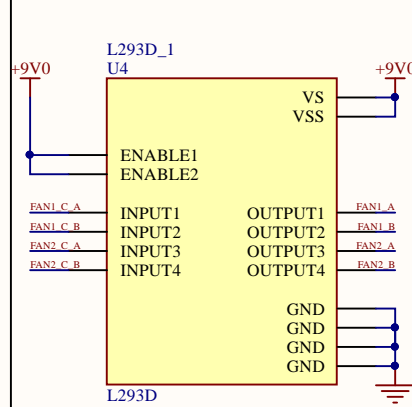 L293D_1
U4
+9V0
+9V0
VS
VSS
ENABLE1
ENABLE2
FAN1_C_A INPUT1 OUTPUT1 FAN1_A
FAN1_C_B INPUT2 OUTPUT2 FAN1_B
FAN2_C_A INPUT3 OUTPUT3 FAN2_A
FAN2_C_B INPUT4 OUTPUT4 FAN2_B
GND
GND
GND
GND
L293D